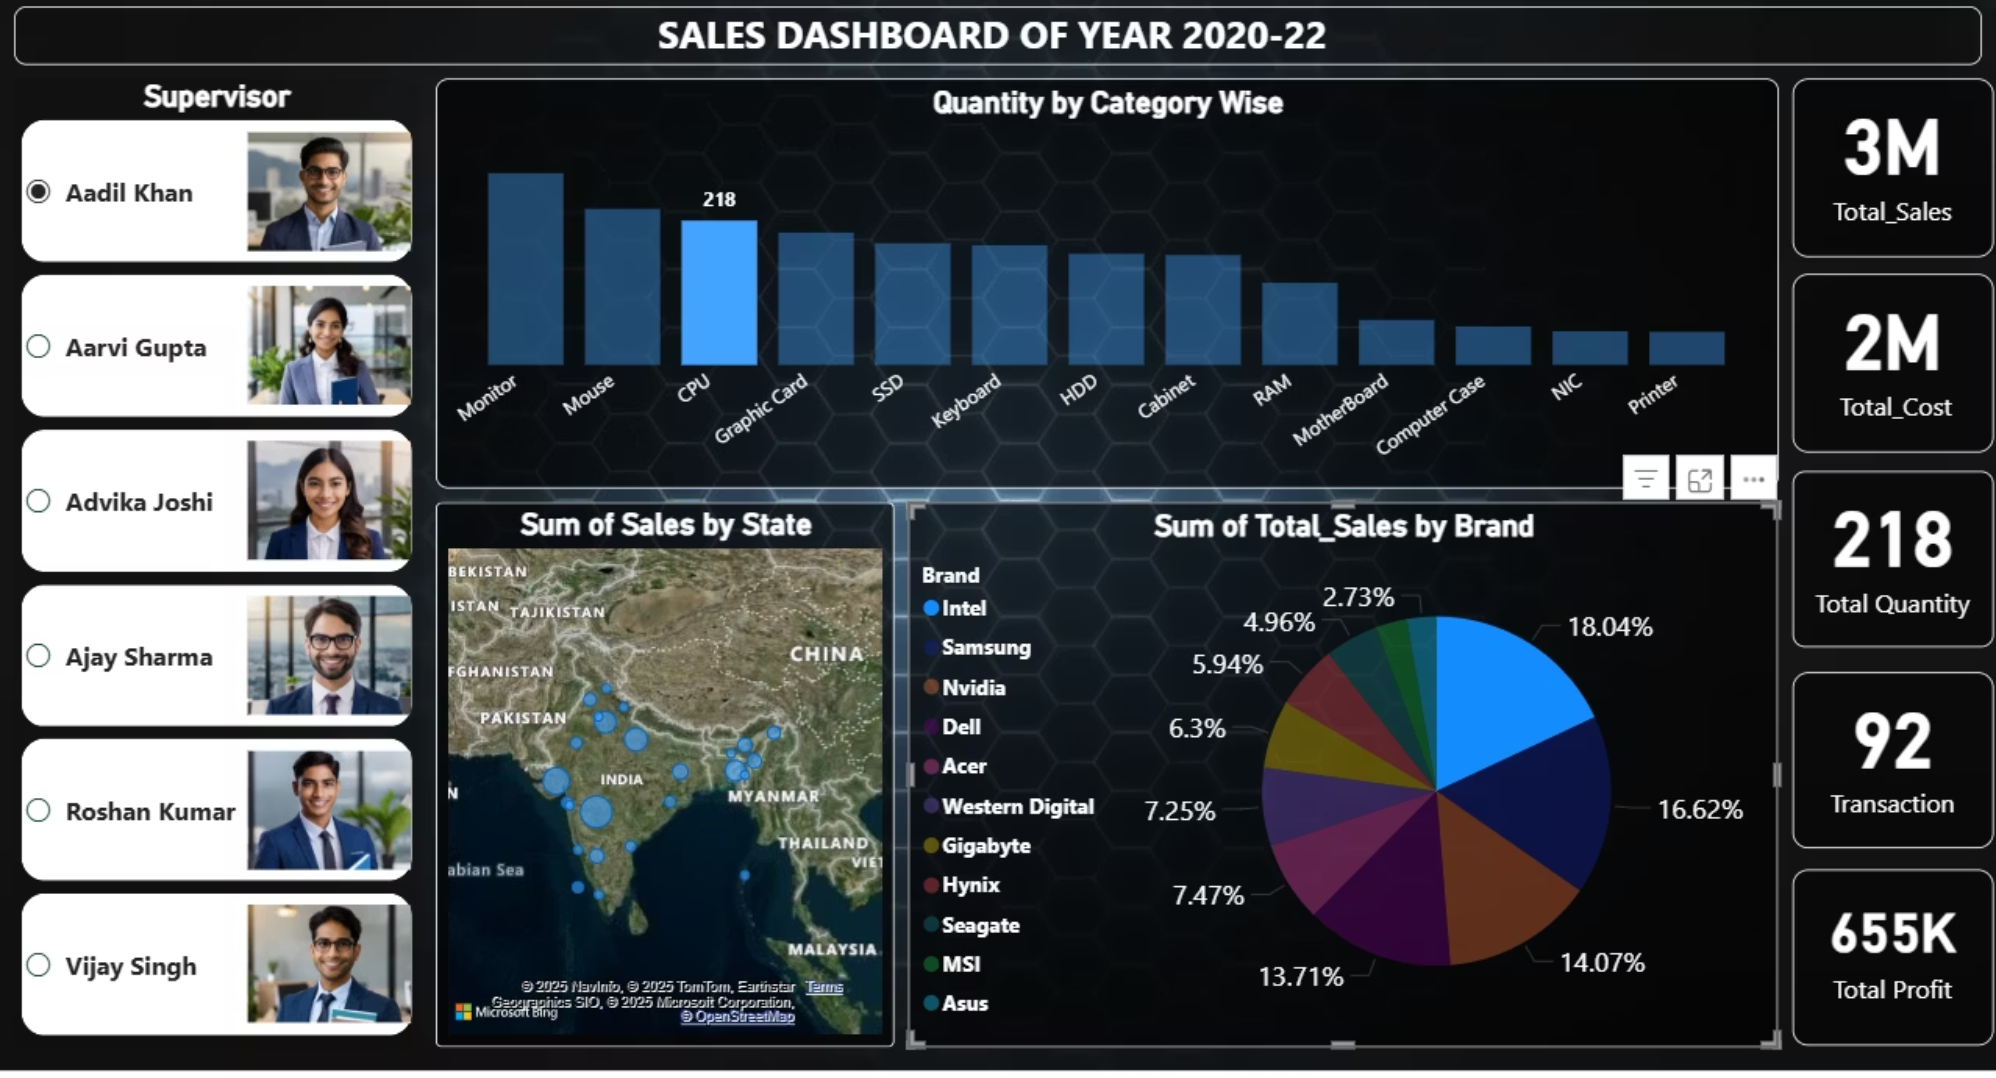 SALES DASHBOARD OF YEAR 2020-22
Supervisor
Aadil Khan
Aarvi Gupta
Advika Joshi
Ajay Sharma
Roshan Kumar
Vijay Singh
Quantity by Category Wise
218
Monitor
Mouse
CPU
Graphic Card
SSD
Keyboard
HDD
Cabinet
RAM
MotherBoard
Computer Case
NIC
Printer
Sum of Sales by State
BEKISTAN
ISTAN TAJIKISTAN
CHINA
FGHANISTAN
PAKISTAN
INDIA
N
MYANMAR
THAILAND
VIET
abian Sea
MALAYSIA
© 2025 NavInfo, © 2025 TomTom, Earthstar Terms
Geographics SIO, © 2025 Microsoft Corporation,
Microsoft Bing
© OpenStreetMap
Sum of Total_Sales by Brand
Brand
Intel
Samsung
Nvidia
Dell
Acer
Western Digital
Gigabyte
Hynix
Seagate
MSI
Asus
18.04%
16.62%
14.07%
13.71%
7.47%
7.25%
6.3%
5.94%
4.96%
2.73%
3M
Total_Sales
2M
Total_Cost
218
Total Quantity
92
Transaction
655K
Total Profit